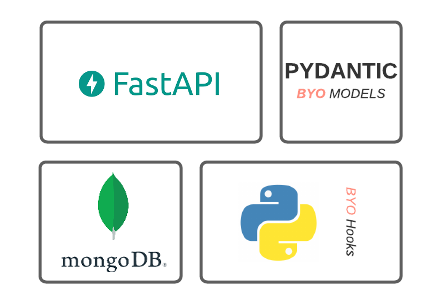 FastAPI
PYDANTIC
BYO MODELS
mongoDB®
BYO Hooks